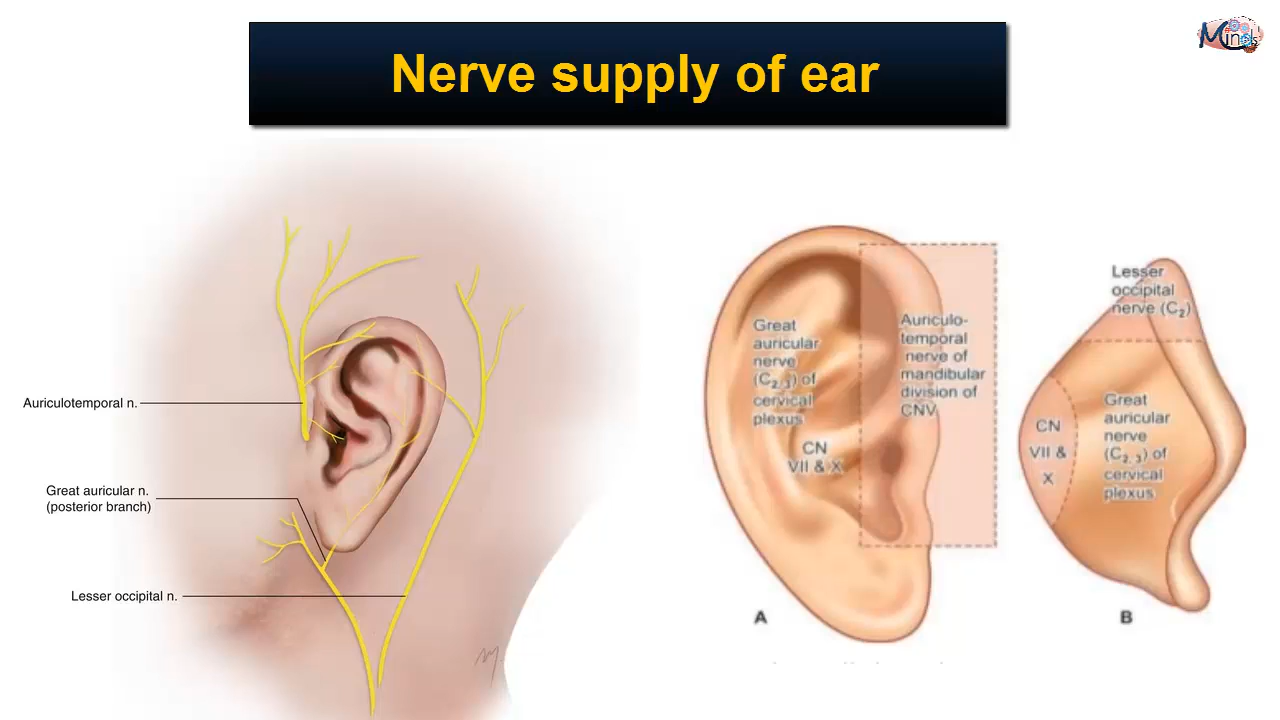 Nerve supply of ear
Minds
Auriculotemporal n.
Great auricular n.
(posterior branch)
Lesser occipital n.
Great
auricular
nerve
(C2, 3) of
cervical
plexus
CN
VII & X
Auriculo-
temporal
nerve of
mandibular
division of
CNV
A
Lesser
occipital
nerve (C2)
CN
VII &
X
Great
auricular
nerve
(C2, 3) of
cervical
plexus
B